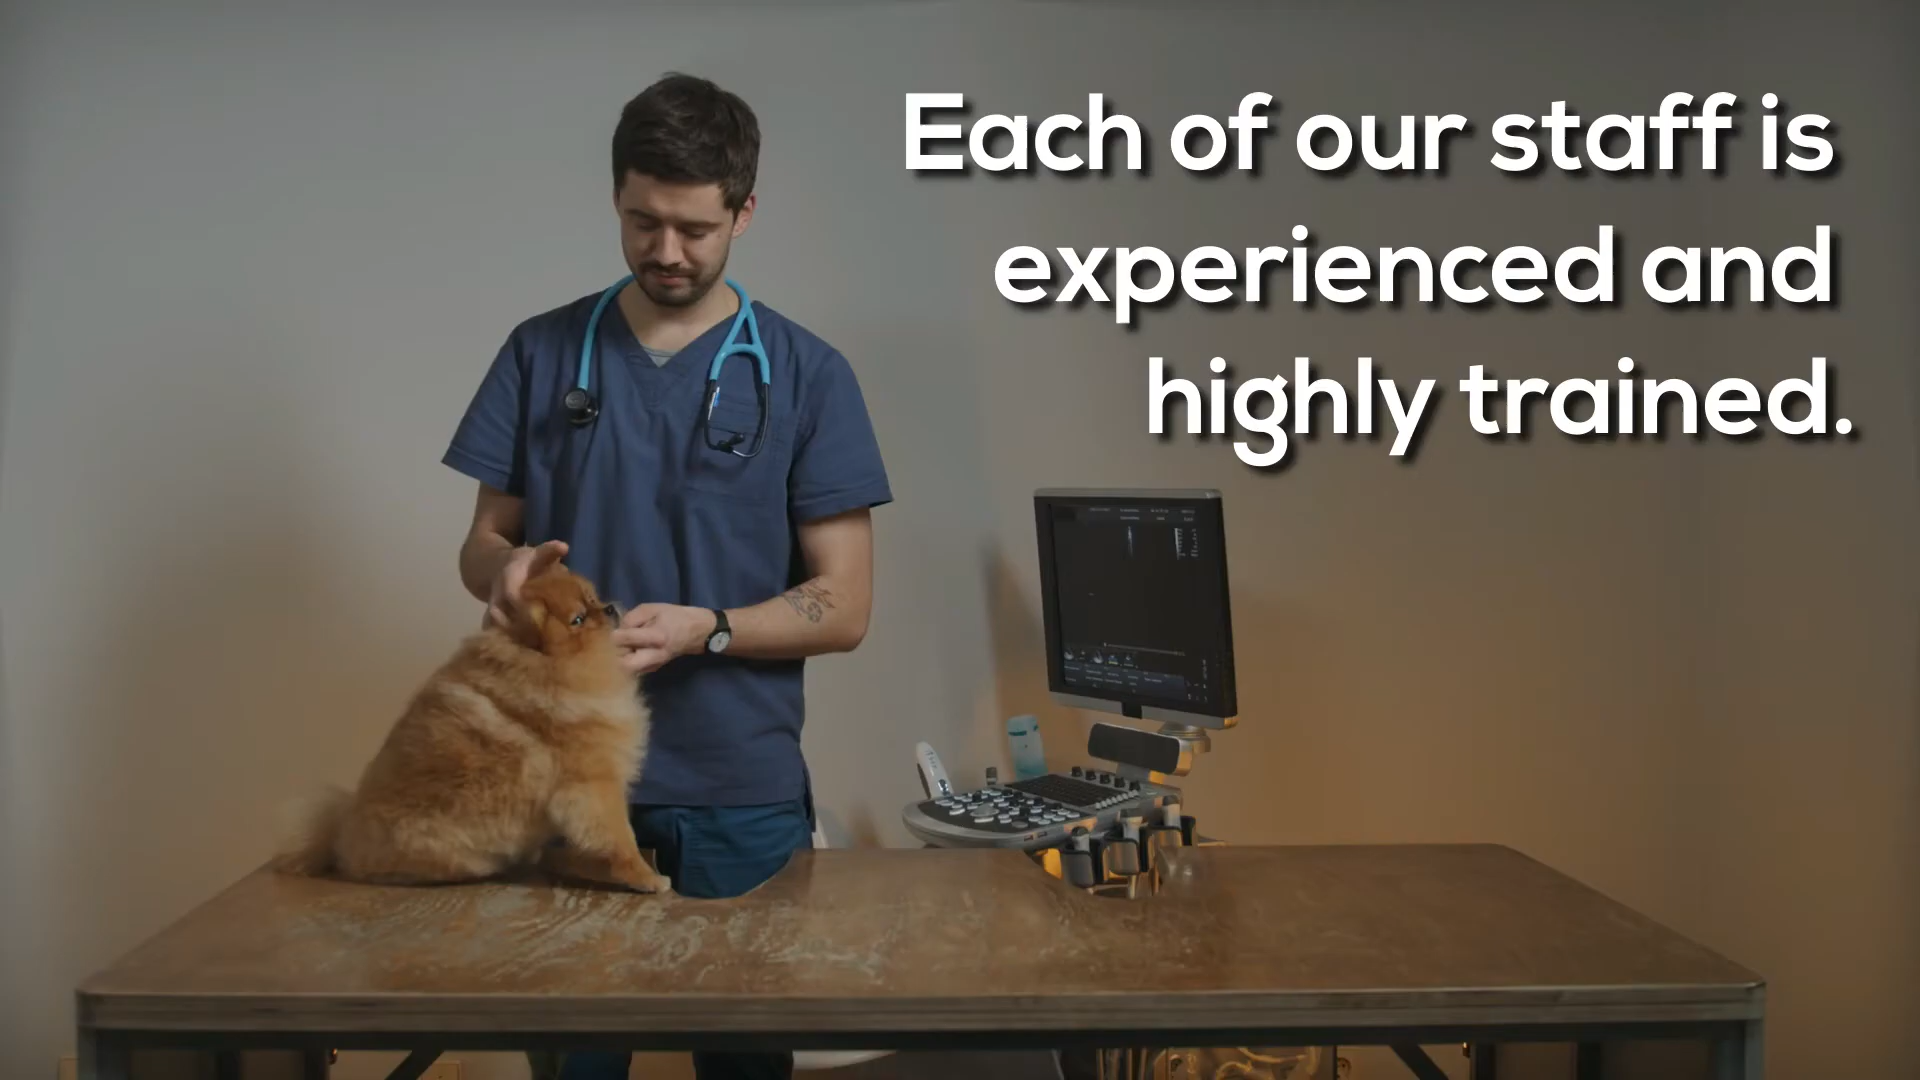 Each of our staff is
experienced and
highly trained.